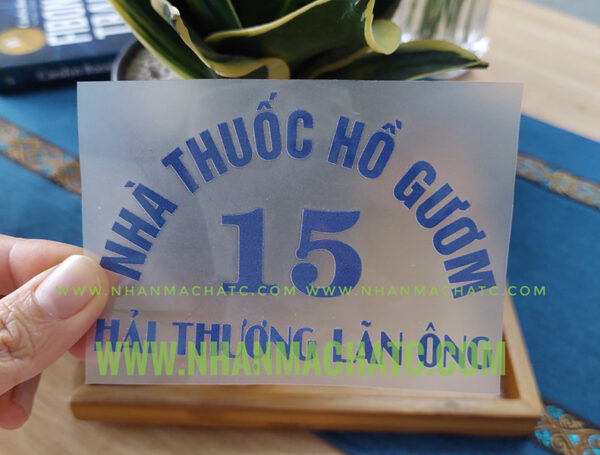 NHÀ THUỐC HỒ GƯƠM
15
WWW.NHANMACHATC.COM WWW.NHANMACHATC.COM
HẢI THƯỢNG LÃN ÔNG
WWW.NHANMACHATC.COM